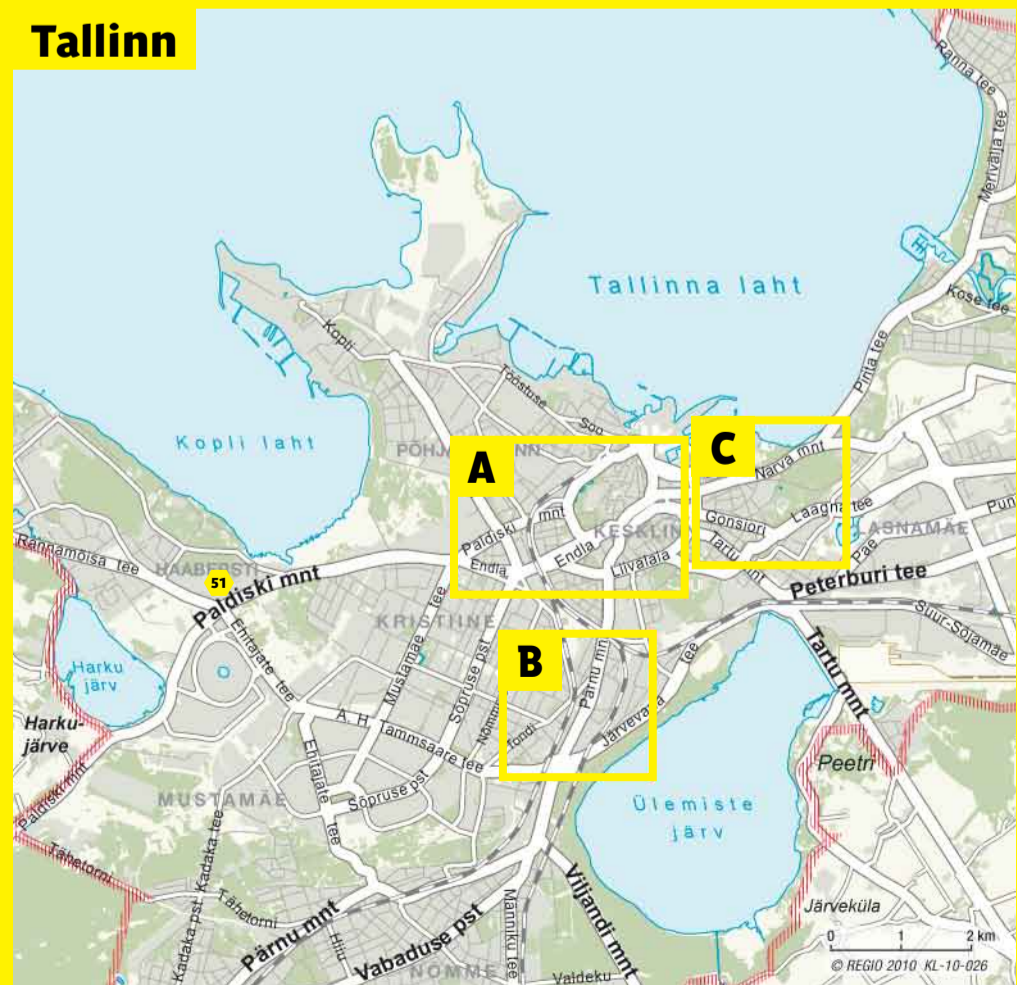 Tallinn
Ranna tee
Merivälja tee
Tallinna laht
Kose tee
Pirita tee
Kopli
Tööstuse
Soo
Kopli laht
PÕHJA
NN
A
C
Narva mnt
Paldiski mnt
KESKLINN
Gonsiori
Laagna tee
LASNAMÄE
Pun
Endla
Endla
Liivalaia
Tartu mnt
Pae
Rannamõisa tee
HAABERSTI
51
Paldiski mnt
Peterburi tee
Suur-Sõjamäe
KRISTIINE
Ehitajate tee
Mustamäe tee
Sõpruse pst
B
Pärnu mnt
Järvevana tee
Tartu mnt
Harku
järv
Harku-
järve
A. H. Tammsaare tee
Nõmme
Tondi
Ehitajate tee
Peetri
Paldiski mnt
MUSTAMÄE
Sõpruse pst
Ülemiste
järv
Kadaka tee
Tähetorni
Tähetorni
Kadaka pst
Hiiu
Pärnu mnt
Vabaduse pst
Männiku tee
Viljandi mnt
Järveküla
NÕMME
Valdeku
0 1 2 km
© REGIO 2010 KL-10-026